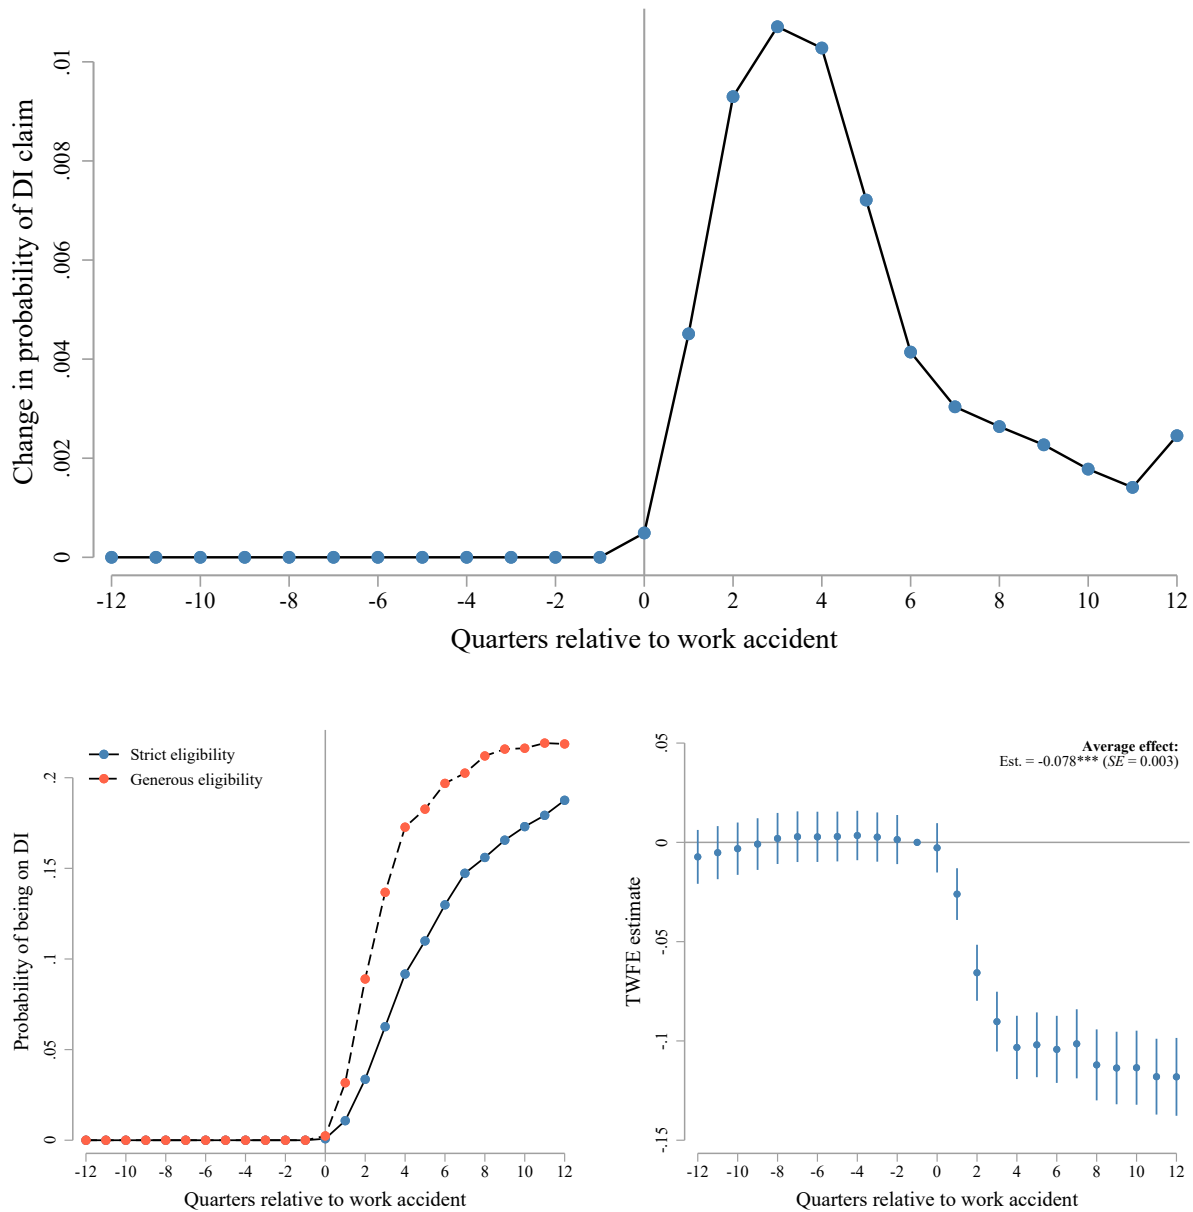 Change in probability of DI claim
.01
.008
.006
.004
.002
0
-12 -10 -8 -6 -4 -2 0 2 4 6 8 10 12
Quarters relative to work accident
Strict eligibility
Generous eligibility
Probability of being on DI
.2
.15
.1
.05
0
-12 -10 -8 -6 -4 -2 0 2 4 6 8 10 12
Quarters relative to work accident
Average effect:
Est. = -0.078*** (SE = 0.003)
TWFE estimate
.05
0
-.05
-.1
-.15
-12 -10 -8 -6 -4 -2 0 2 4 6 8 10 12
Quarters relative to work accident